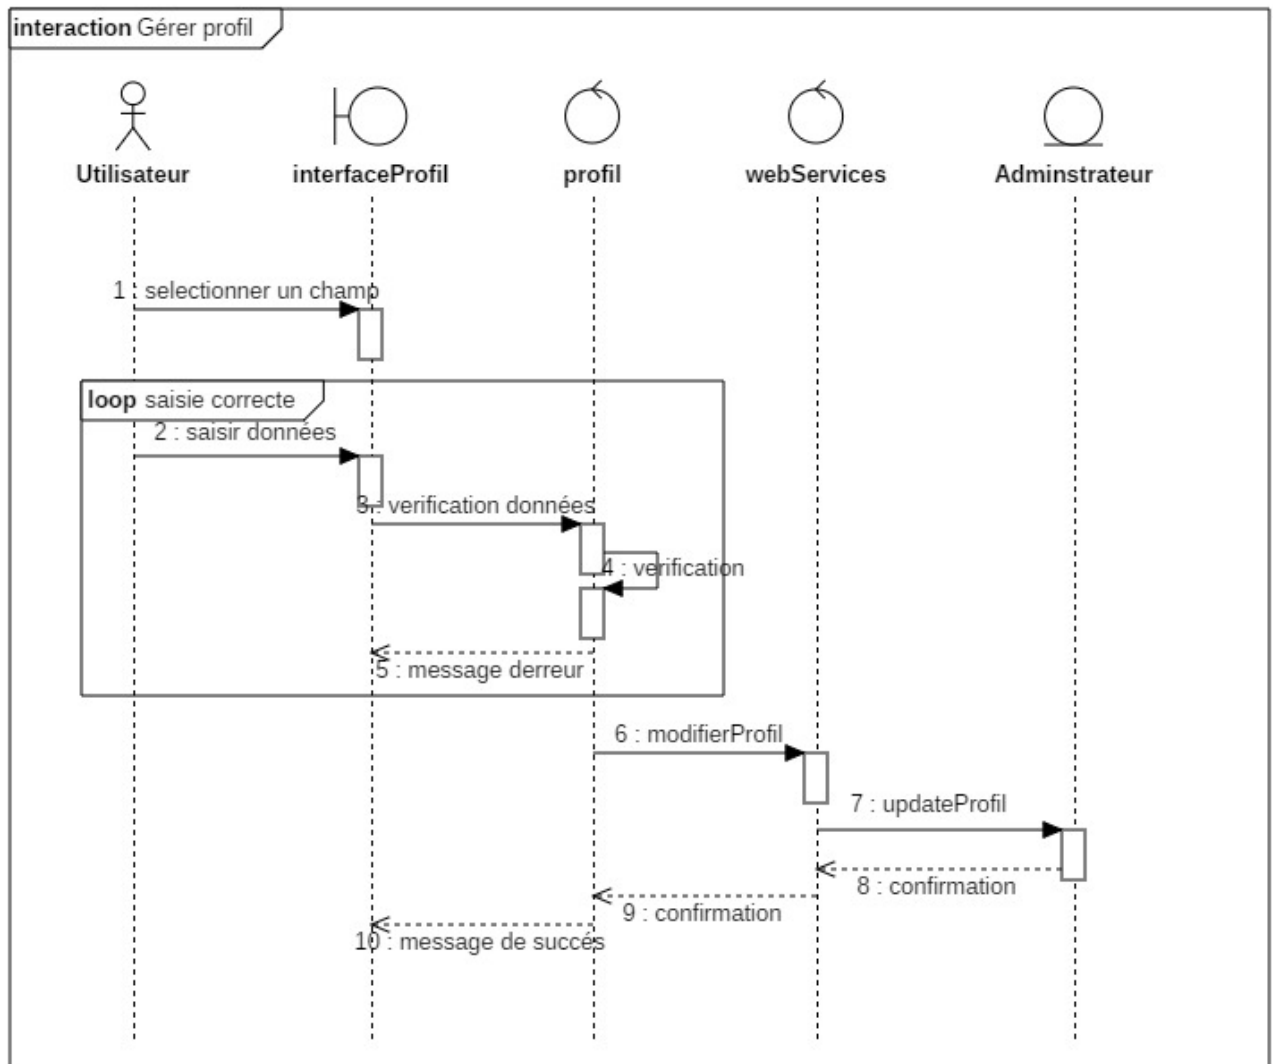 interaction Gérer profil
Utilisateur
interfaceProfil
profil
webServices
Adminstrateur
1 : selectionner un champ
loop saisie correcte
2 : saisir données
3 : verification données
4 : verification
5 : message derreur
6 : modifierProfil
7 : updateProfil
8 : confirmation
9 : confirmation
10 : message de succés